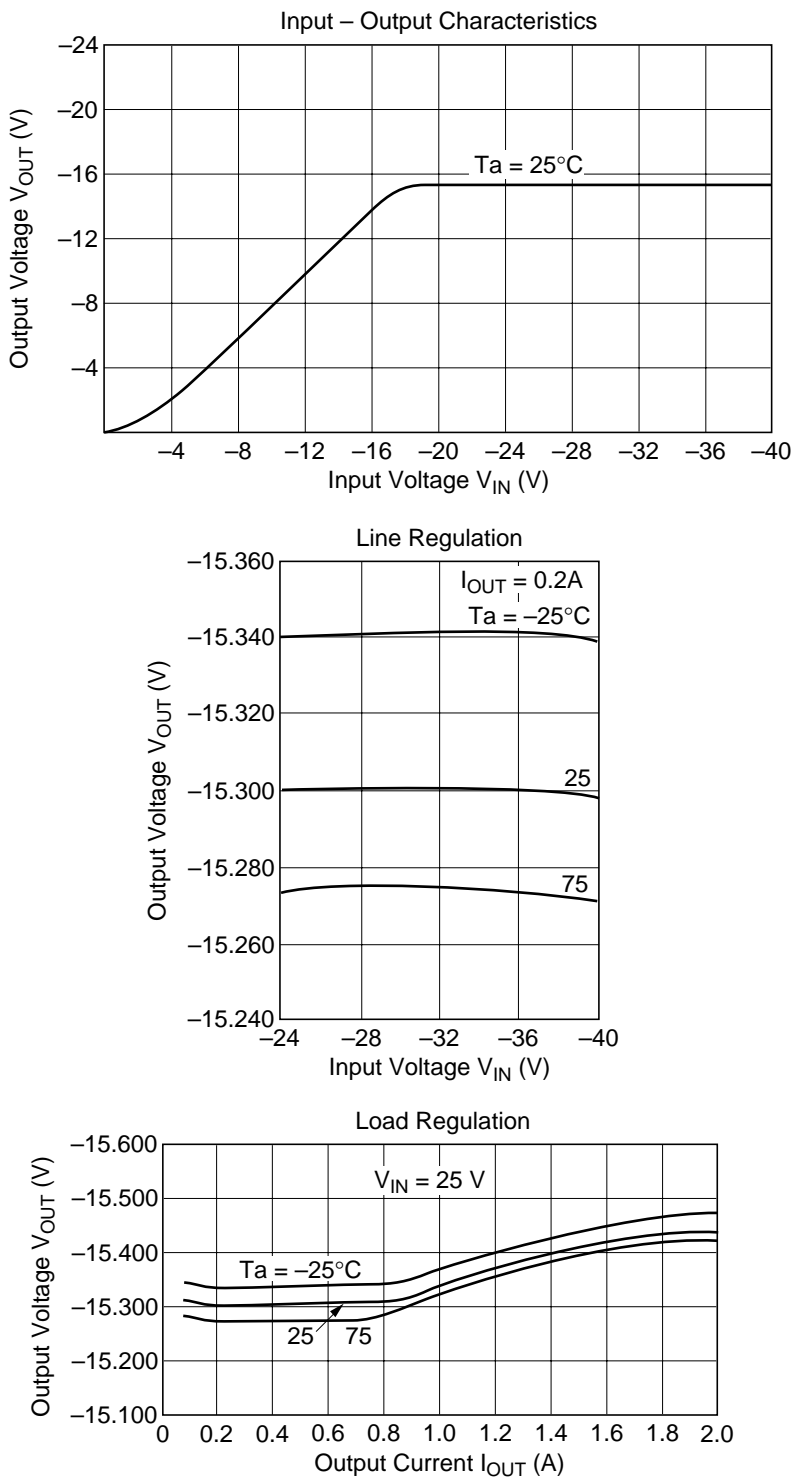 Input – Output Characteristics
Output Voltage VOUT (V)
–24
–20
–16
–12
–8
–4
Ta = 25°C
–4 –8 –12 –16 –20 –24 –28 –32 –36 –40
Input Voltage VIN (V)
Line Regulation
Output Voltage VOUT (V)
–15.360
–15.340
–15.320
–15.300
–15.280
–15.260
–15.240
IOUT = 0.2A
Ta = –25°C
25
75
–24 –28 –32 –36 –40
Input Voltage VIN (V)
Load Regulation
Output Voltage VOUT (V)
–15.600
–15.500
–15.400
–15.300
–15.200
–15.100
VIN = 25 V
Ta = –25°C
25 75
0 0.2 0.4 0.6 0.8 1.0 1.2 1.4 1.6 1.8 2.0
Output Current IOUT (A)